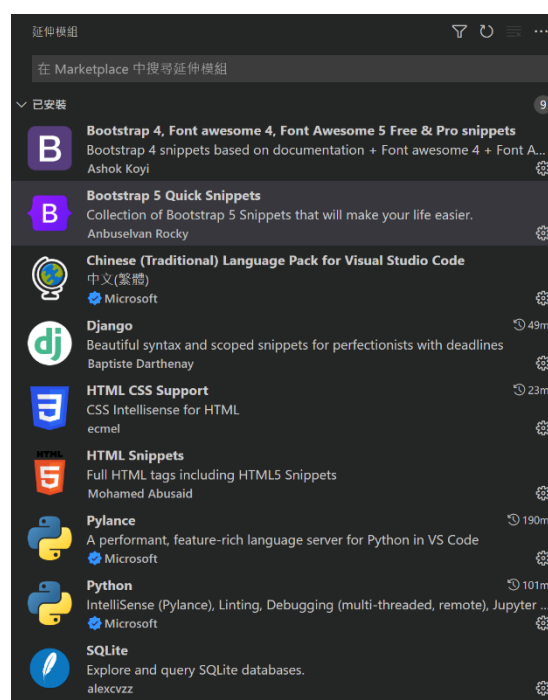 延伸模組
在 Marketplace 中搜尋延伸模組
已安裝 9
Bootstrap 4, Font awesome 4, Font Awesome 5 Free & Pro snippets
Bootstrap 4 snippets based on documentation + Font awesome 4 + Font A...
Ashok Koyi
Bootstrap 5 Quick Snippets
Collection of Bootstrap 5 Snippets that will make your life easier.
Anbuselvan Rocky
Chinese (Traditional) Language Pack for Visual Studio Code
中文(繁體)
Microsoft
Django 49m
Beautiful syntax and scoped snippets for perfectionists with deadlines
Baptiste Darthenay
HTML CSS Support 23m
CSS Intellisense for HTML
ecmel
HTML Snippets
Full HTML tags including HTML5 Snippets
Mohamed Abusaid
Pylance 190m
A performant, feature-rich language server for Python in VS Code
Microsoft
Python 101m
IntelliSense (Pylance), Linting, Debugging (multi-threaded, remote), Jupyter ...
Microsoft
SQLite
Explore and query SQLite databases.
alexcvzz